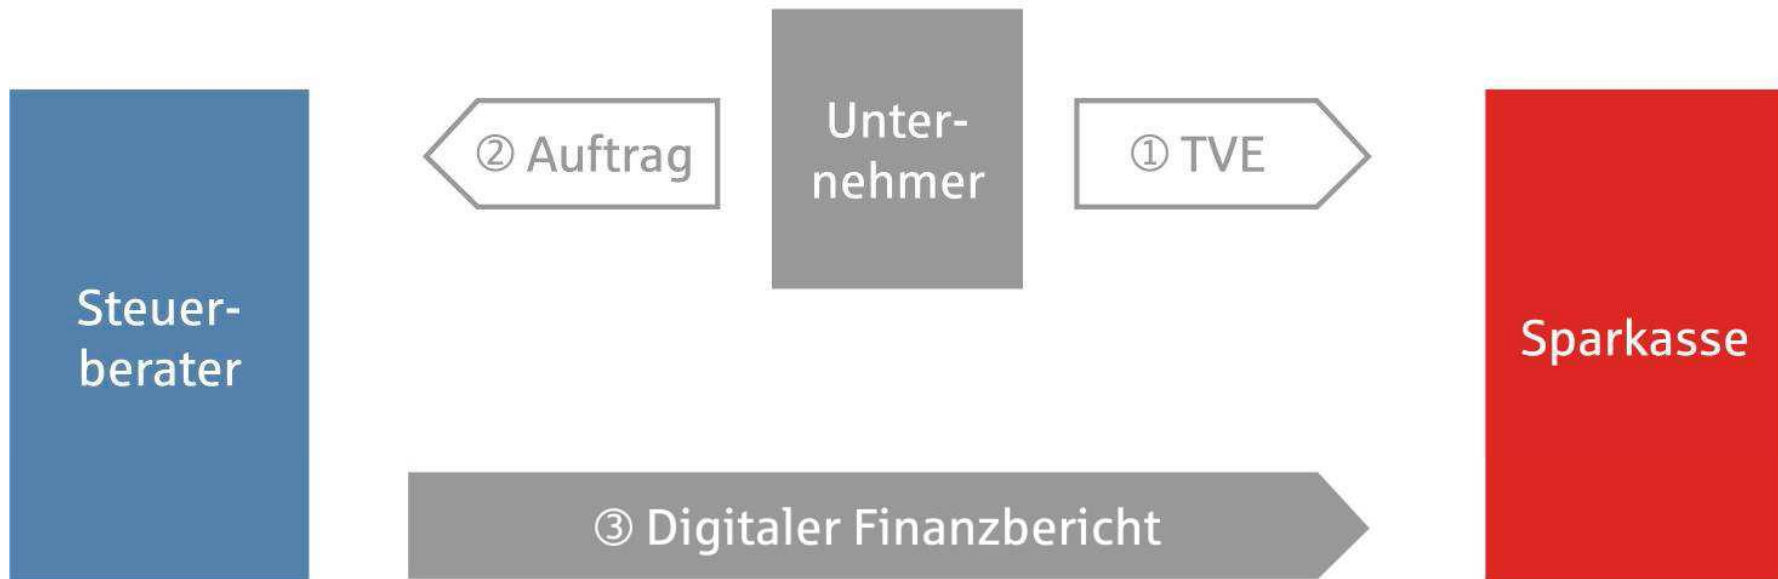 Unter-
nehmer
② Auftrag
① TVE
Steuer-
berater
Sparkasse
③ Digitaler Finanzbericht